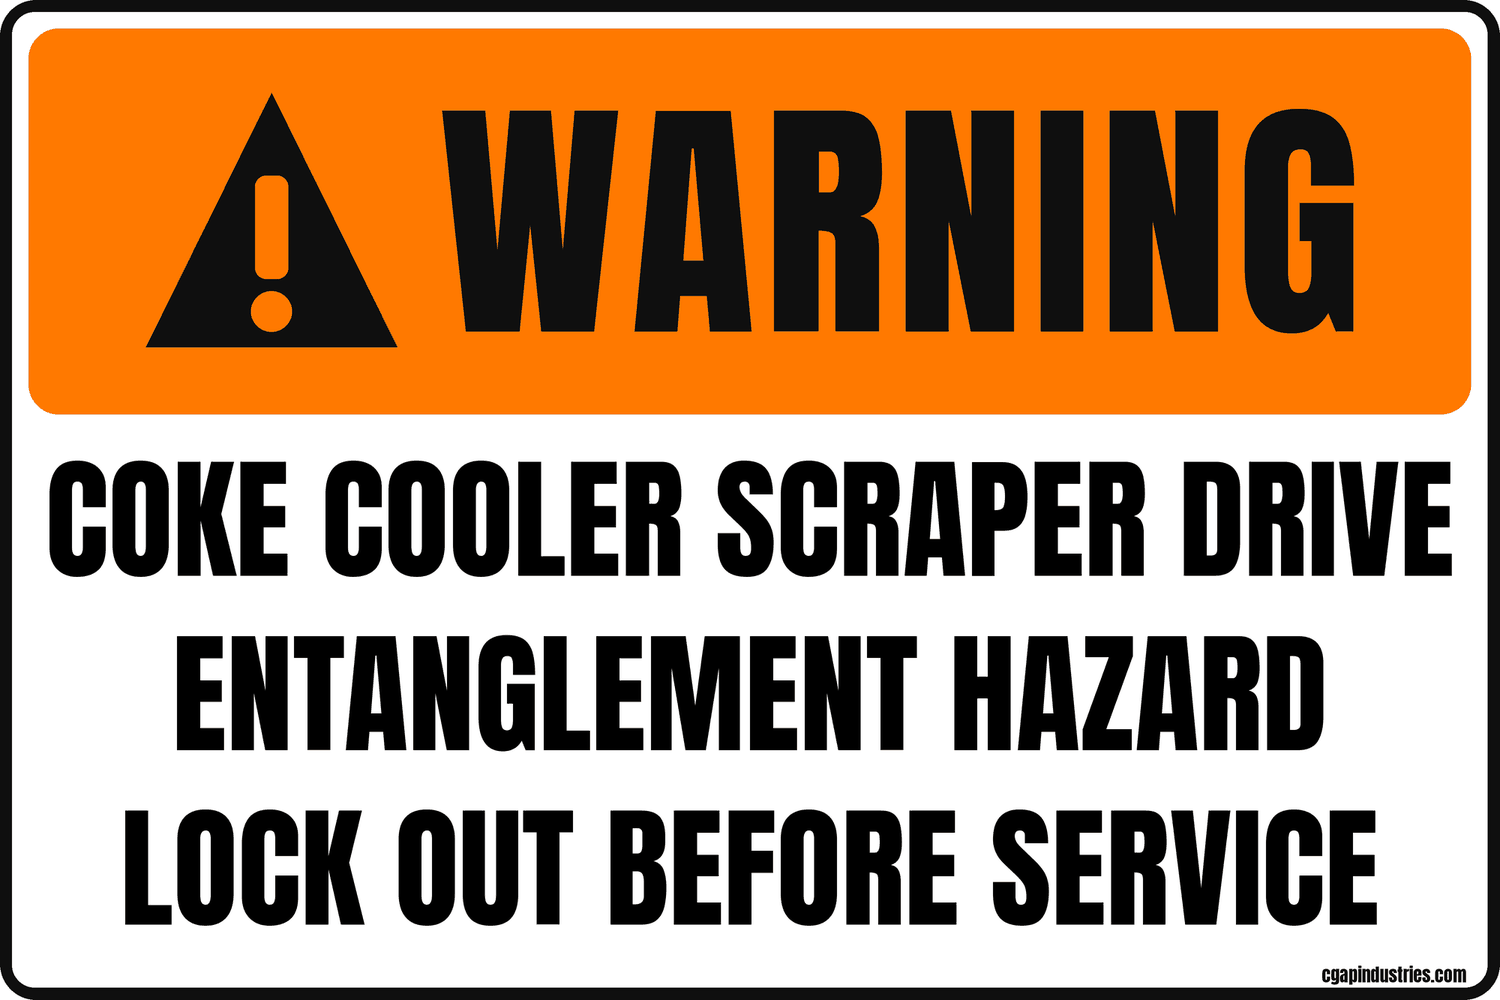 WARNING
COKE COOLER SCRAPER DRIVE
ENTANGLEMENT HAZARD
LOCK OUT BEFORE SERVICE
cgapindustries.com